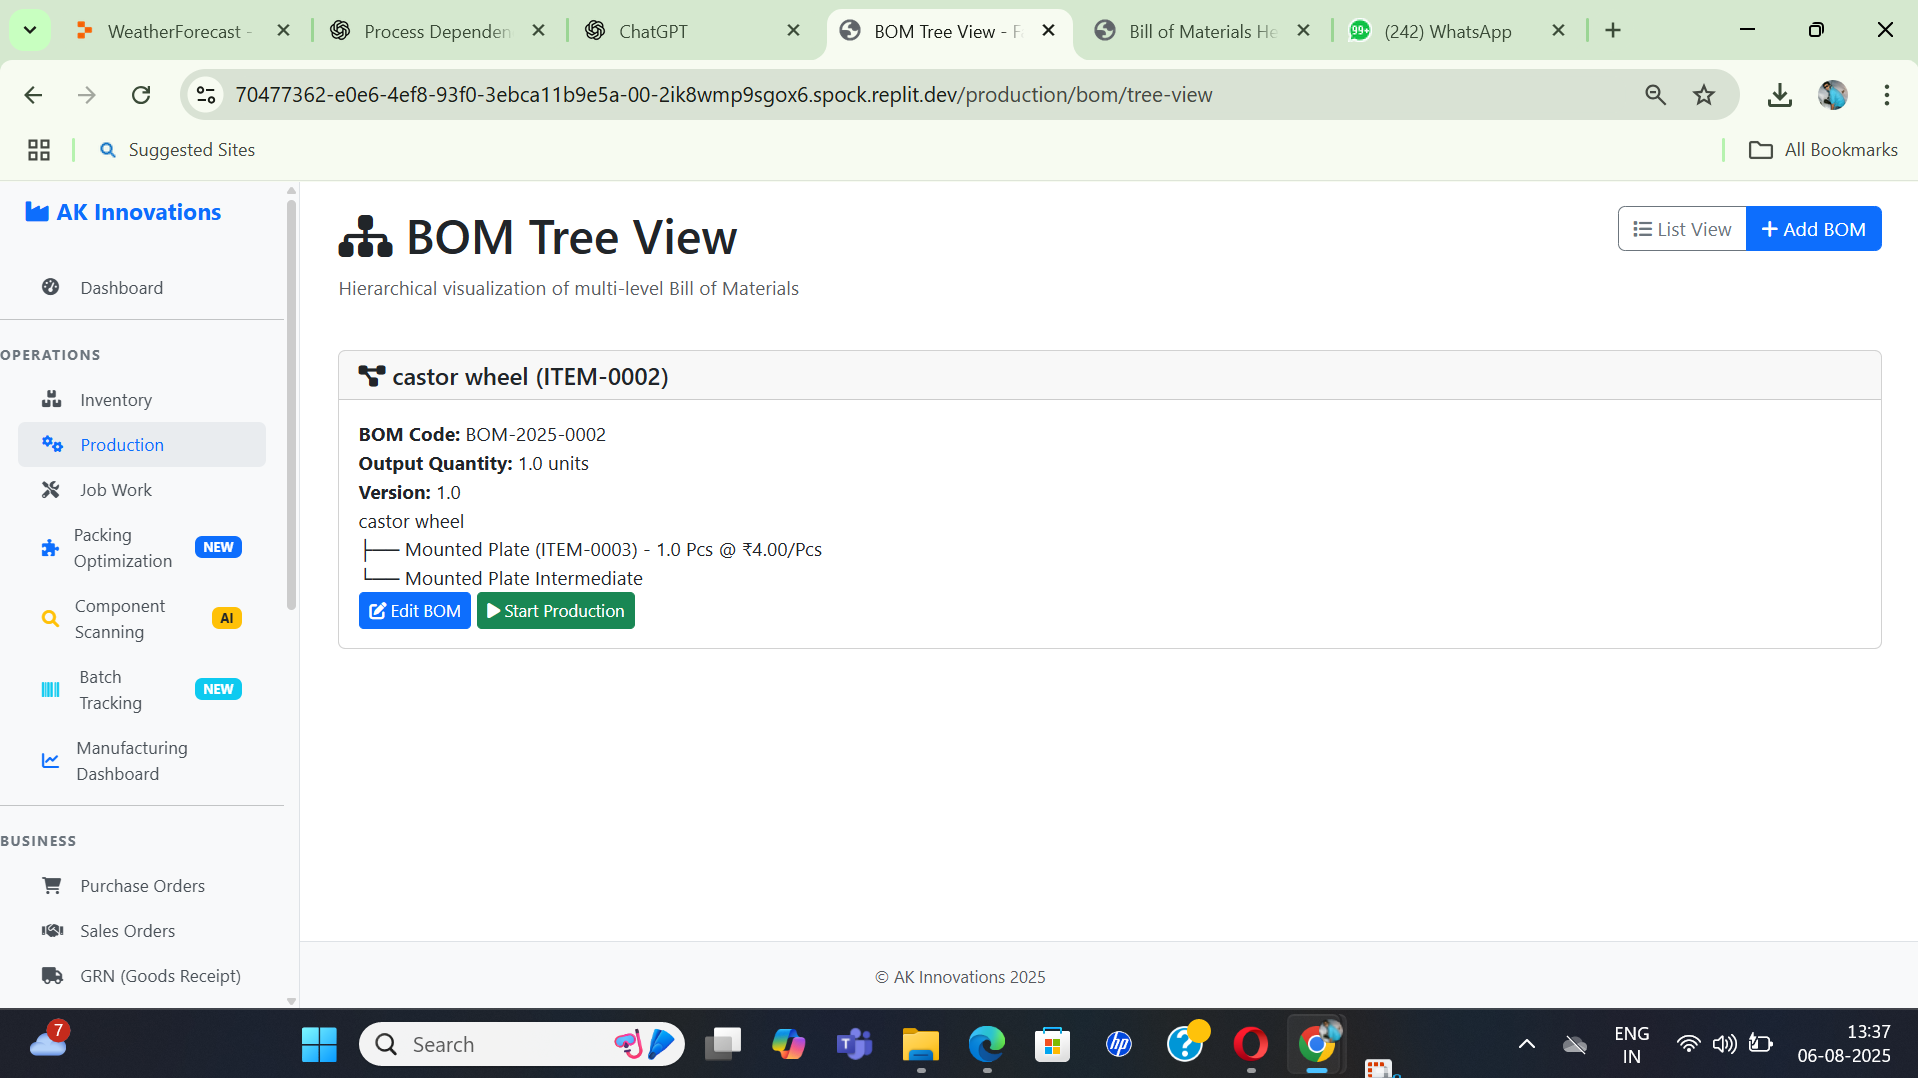 WeatherForecast -
Process Dependen
ChatGPT
BOM Tree View - F
Bill of Materials He
99+
(242) WhatsApp
70477362-e0e6-4ef8-93f0-3ebca11b9e5a-00-2ik8wmp9sgox6.spock.replit.dev/production/bom/tree-view
Suggested Sites
All Bookmarks
AK Innovations
Dashboard
OPERATIONS
Inventory
Production
Job Work
Packing
Optimization
NEW
Component
Scanning
AI
Batch
Tracking
NEW
Manufacturing
Dashboard
BUSINESS
Purchase Orders
Sales Orders
GRN (Goods Receipt)
BOM Tree View
Hierarchical visualization of multi-level Bill of Materials
List View
Add BOM
castor wheel (ITEM-0002)
BOM Code: BOM-2025-0002
Output Quantity: 1.0 units
Version: 1.0
castor wheel
├── Mounted Plate (ITEM-0003) - 1.0 Pcs @ ₹4.00/Pcs
└── Mounted Plate Intermediate
Edit BOM
Start Production
© AK Innovations 2025
7
Search
hp
ENG
IN
13:37
06-08-2025